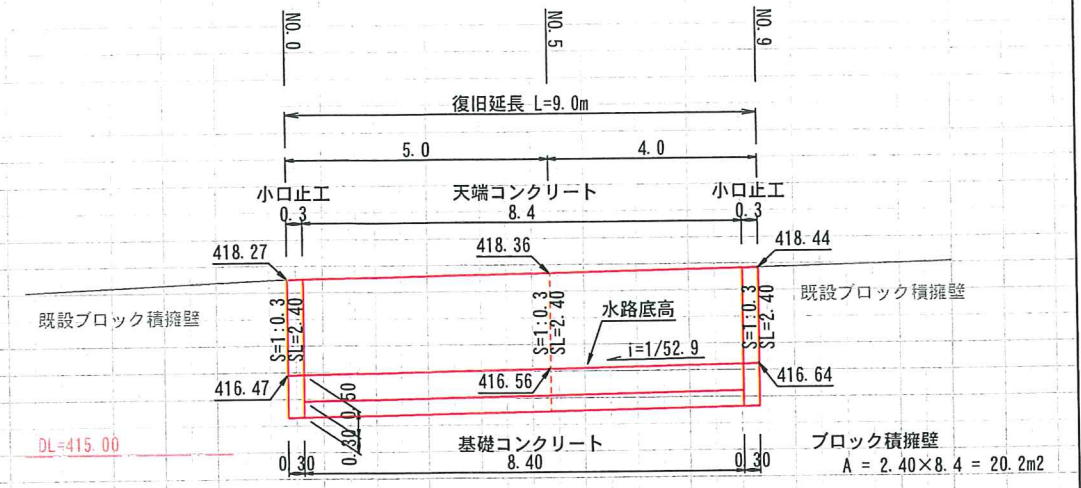 NO.0
NO.5
NO.9
復旧延長 L=9.0m
5.0
4.0
小口止工
天端コンクリート
小口止工
0.3
8.4
0.3
418.27
418.36
418.44
既設ブロック積擁壁
S=1:0.3
SL=2.40
S=1:0.3
SL=2.40
水路底高
i=1/52.9
S=1:0.3
SL=2.40
既設ブロック積擁壁
416.47
416.56
416.64
0.30
0.50
DL=415.00
基礎コンクリート
0.30
8.40
0.30
ブロック積擁壁
A = 2.40×8.4 = 20.2m2